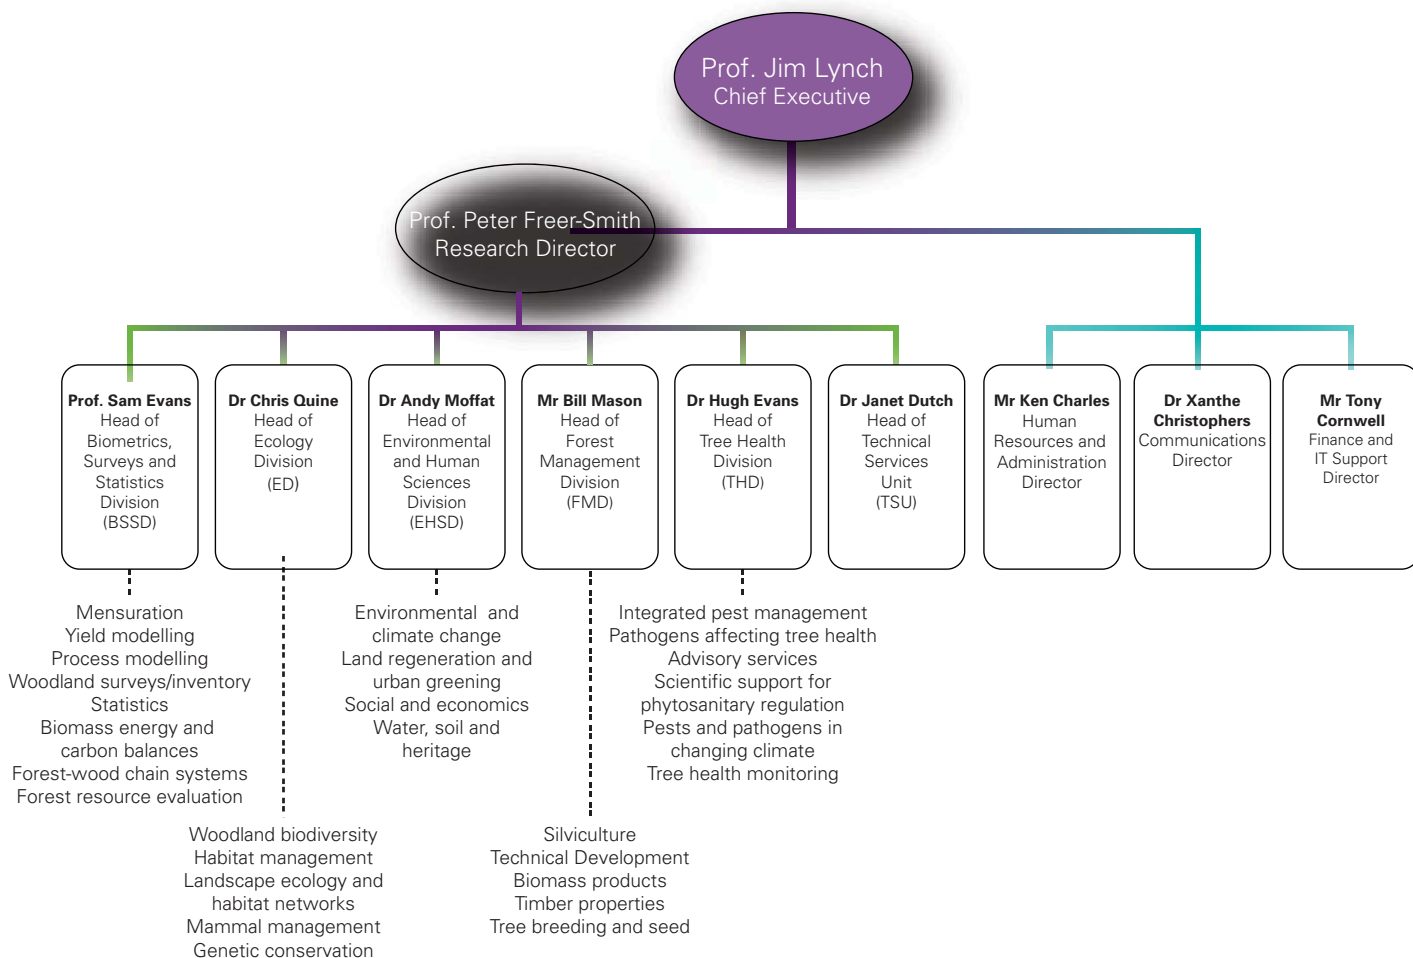 Prof. Jim Lynch
Chief Executive
Prof. Peter Freer-Smith
Research Director
Prof. Sam Evans
Head of
Biometrics,
Surveys and
Statistics
Division
(BSSD)
Dr Chris Quine
Head of
Ecology
Division
(ED)
Dr Andy Moffat
Head of
Environmental
and Human
Sciences
Division
(EHSD)
Mr Bill Mason
Head of
Forest
Management
Division
(FMD)
Dr Hugh Evans
Head of
Tree Health
Division
(THD)
Dr Janet Dutch
Head of
Technical
Services
Unit
(TSU)
Mr Ken Charles
Human
Resources and
Administration
Director
Dr Xanthe
Christophers
Communications
Director
Mr Tony
Cornwell
Finance and
IT Support
Director
Mensuration
Yield modelling
Process modelling
Woodland surveys/inventory
Statistics
Biomass energy and
carbon balances
Forest-wood chain systems
Forest resource evaluation
Woodland biodiversity
Habitat management
Landscape ecology and
habitat networks
Mammal management
Genetic conservation
Environmental and
climate change
Land regeneration and
urban greening
Social and economics
Water, soil and
heritage
Silviculture
Technical Development
Biomass products
Timber properties
Tree breeding and seed
Integrated pest management
Pathogens affecting tree health
Advisory services
Scientific support for
phytosanitary regulation
Pests and pathogens in
changing climate
Tree health monitoring